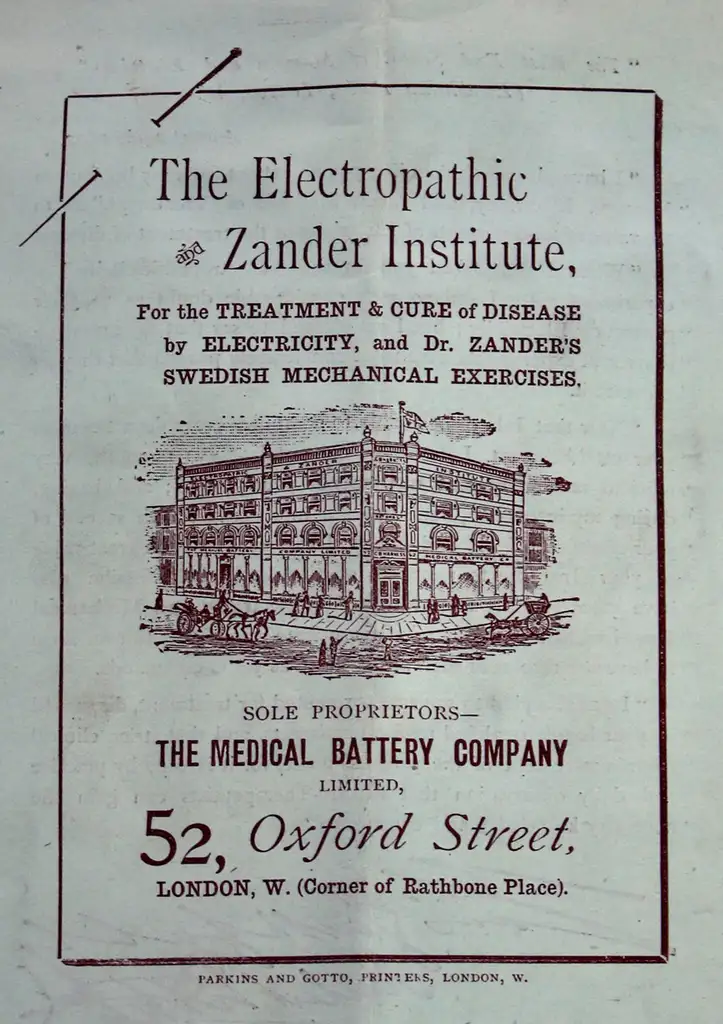 The Electropathic
and Zander Institute,
For the TREATMENT & CURE of DISEASE
by ELECTRICITY, and Dr. ZANDER'S
SWEDISH MECHANICAL EXERCISES.
COMPANY LIMITED
SOLE PROPRIETORS—
THE MEDICAL BATTERY COMPANY
LIMITED,
52, Oxford Street,
LONDON, W. (Corner of Rathbone Place).
PARKINS AND GOTTO, PRINTERS, LONDON, W.